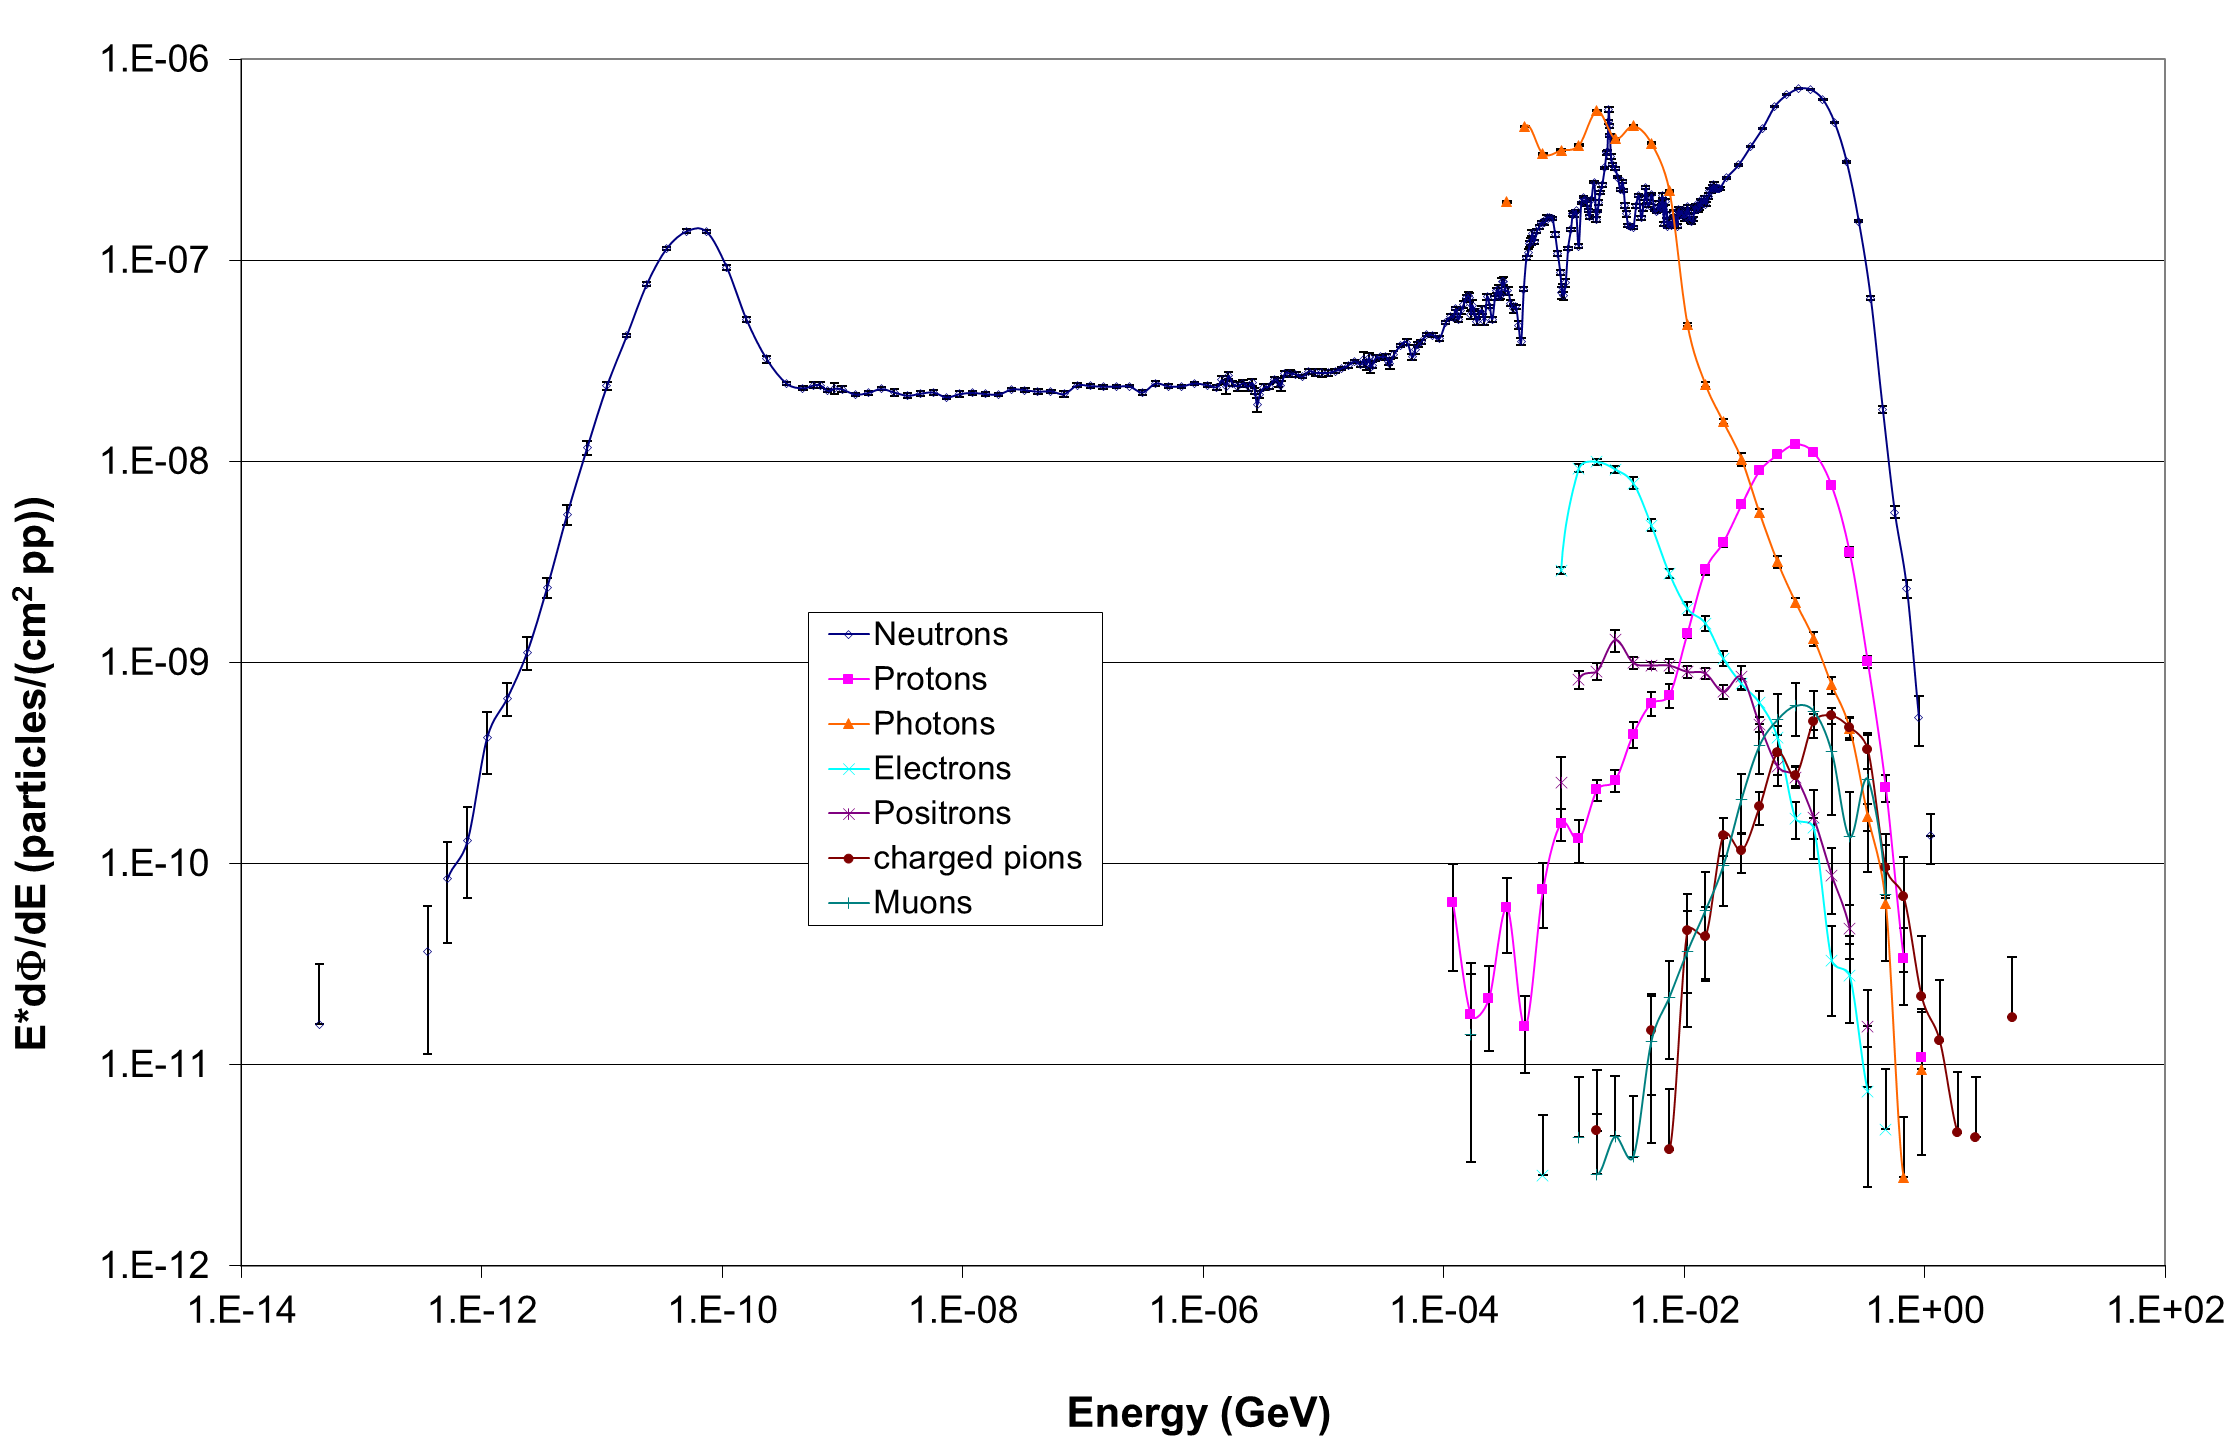 1.E-06
1.E-07
1.E-08
1.E-09
1.E-10
1.E-11
1.E-12
E*dΦ/dE (particles/(cm² pp))
Neutrons
Protons
Photons
Electrons
Positrons
charged pions
Muons
1.E-14 1.E-12 1.E-10 1.E-08 1.E-06 1.E-04 1.E-02 1.E+00 1.E+02
Energy (GeV)